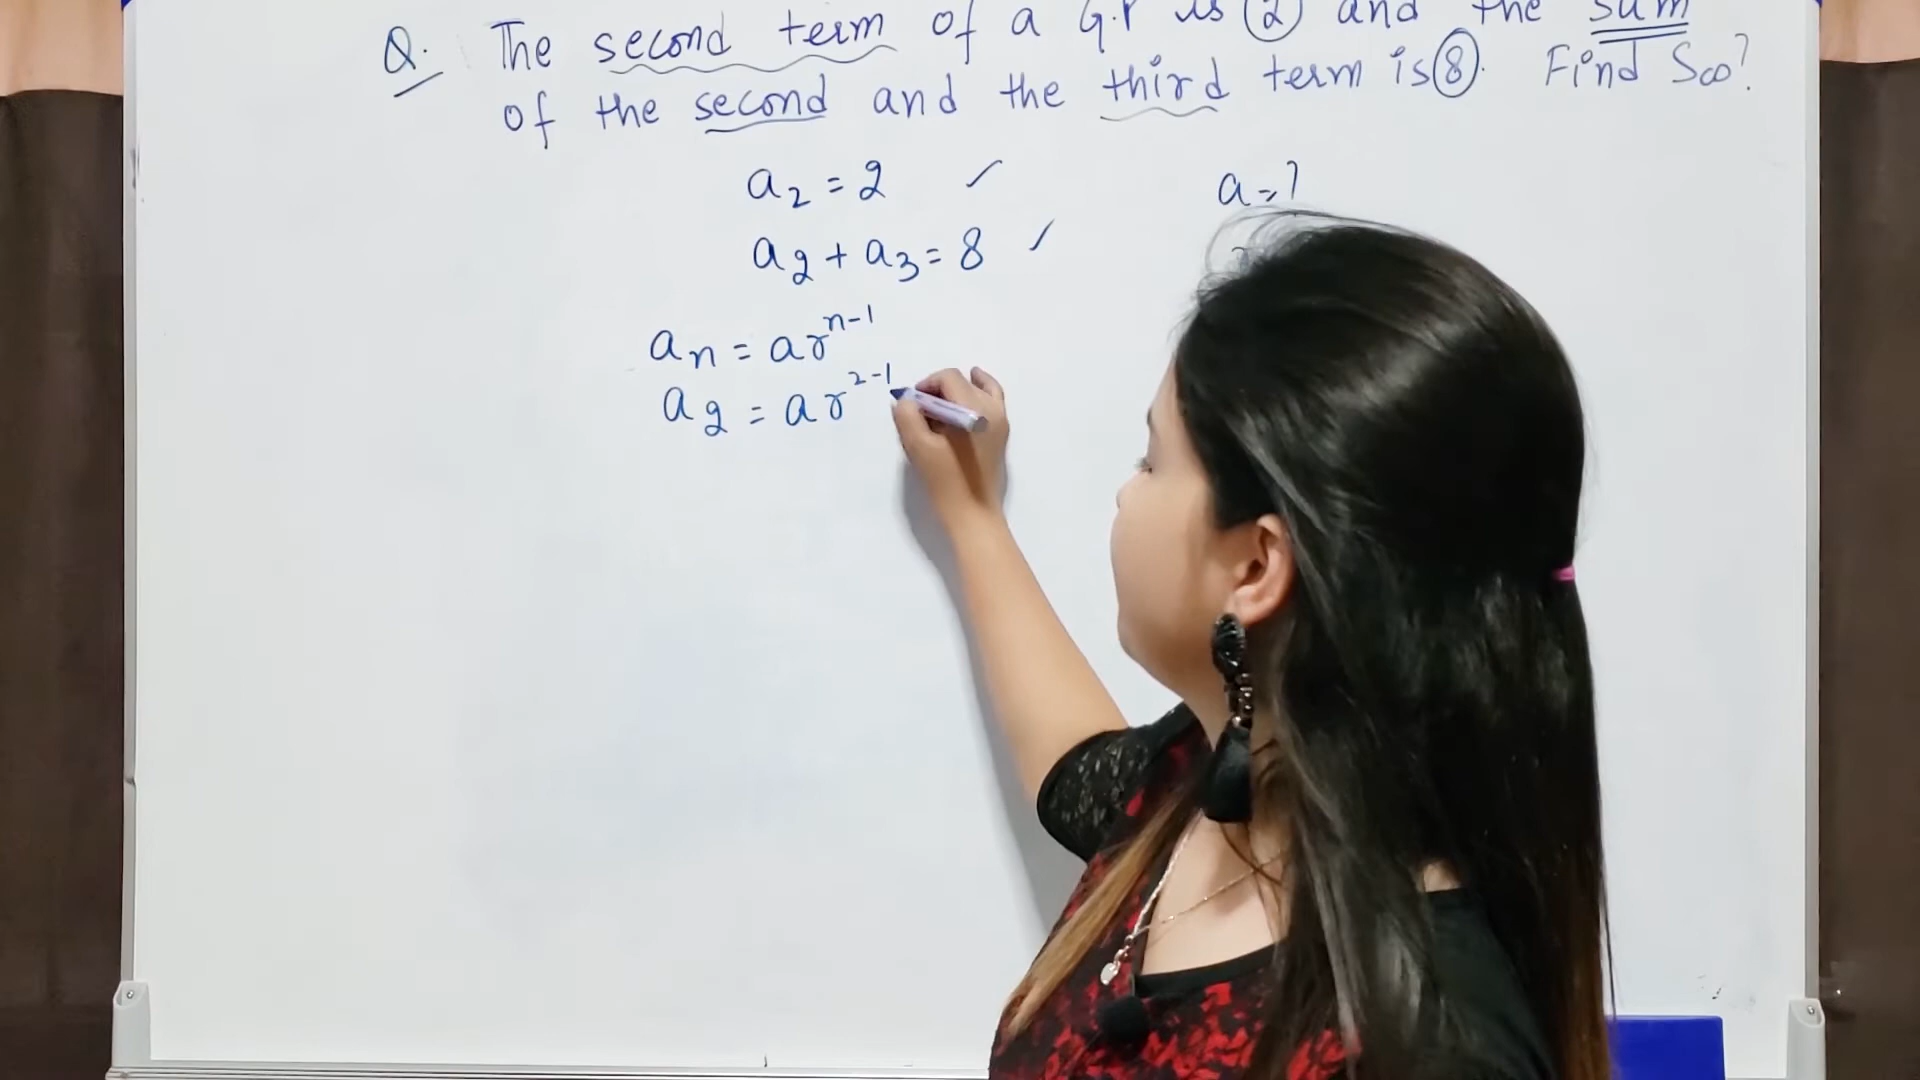 Q. The second term of a G.P is 2 and the sum
of the second and the third term is 8. Find S∞?
a₂ = 2 ✓
a = ?
a₂ + a₃ = 8 ✓
aₙ = arⁿ⁻¹
a₂ = ar²⁻¹